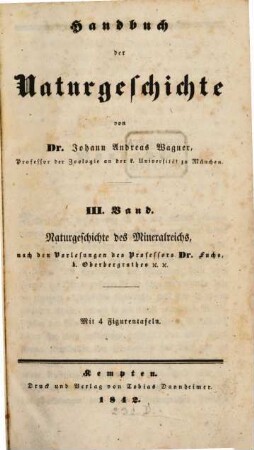 Handbuch
der
Naturgeschichte
von
Dr. Johann Andreas Wagner,
Professor der Zoologie an der k. Universität zu München.
III. Band.
Naturgeschichte des Mineralreichs,
nach den Vorlesungen des Professors Dr. Fuchs,
k. Oberbergrathes ꝛc. ꝛc.
Mit 4 Figurentafeln.
Kempten.
Druck und Verlag von Tobias Dannheimer.
1842.